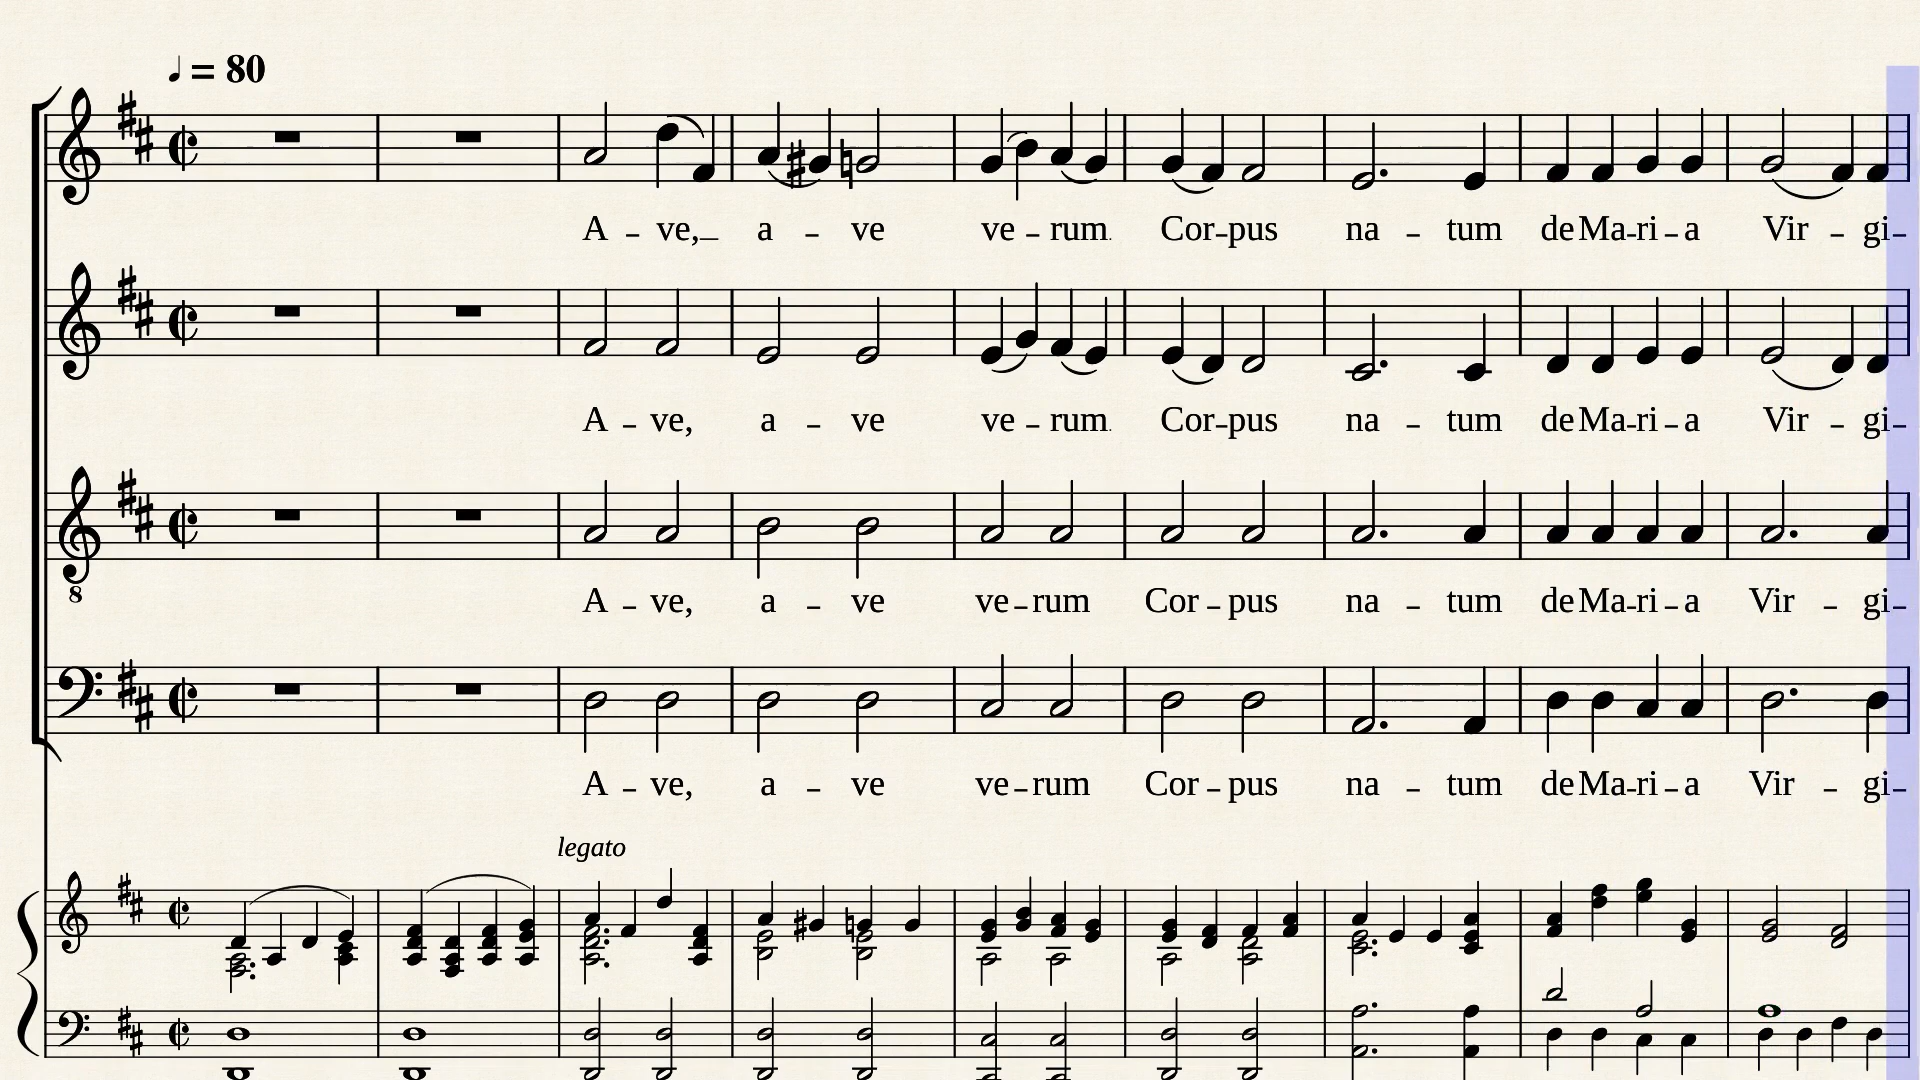 ♩ = 80
A – ve, a – ve ve – rum Cor – pus na – tum de Ma – ri – a Vir – gi –
A – ve, a – ve ve – rum Cor – pus na – tum de Ma – ri – a Vir – gi –
8
A – ve, a – ve ve – rum Cor – pus na – tum de Ma – ri – a Vir – gi –
A – ve, a – ve ve – rum Cor – pus na – tum de Ma – ri – a Vir – gi –
legato